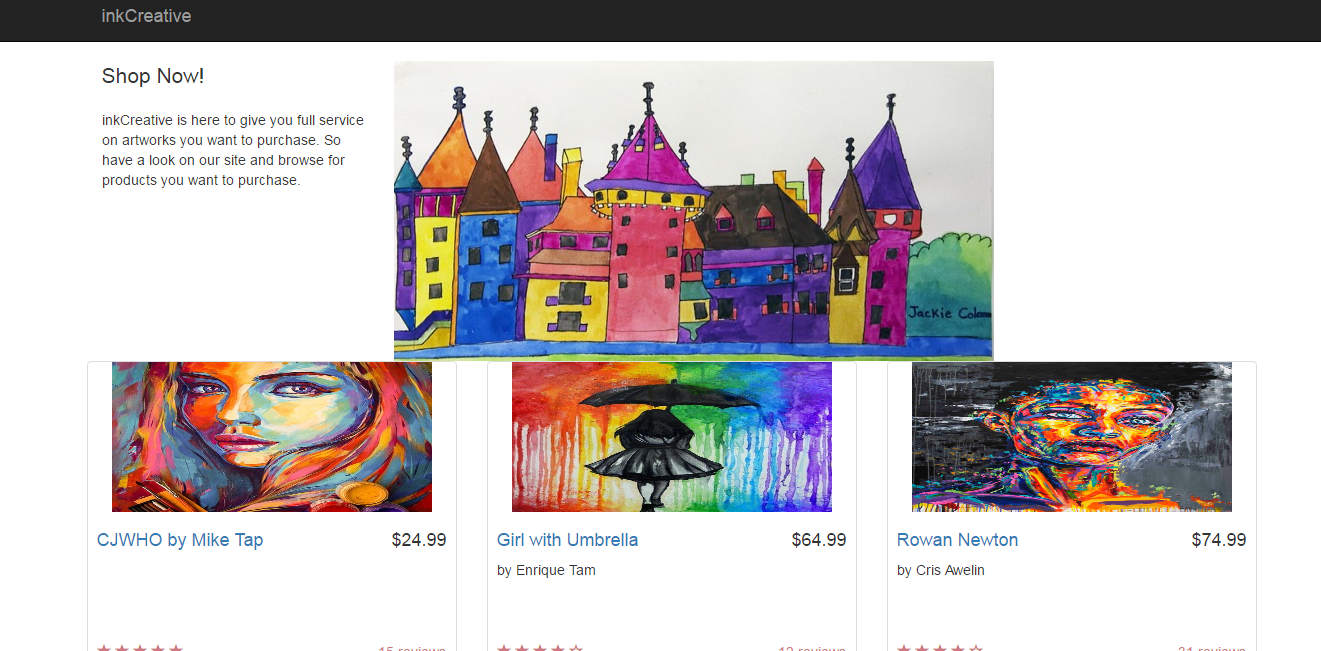 inkCreative
Shop Now!
inkCreative is here to give you full service
on artworks you want to purchase. So
have a look on our site and browse for
products you want to purchase.
Jackie
CJWHO by Mike Tap
$24.99
Girl with Umbrella
$64.99
Rowan Newton
$74.99
by Enrique Tam
by Cris Awelin
15 reviews
12 reviews
31 reviews